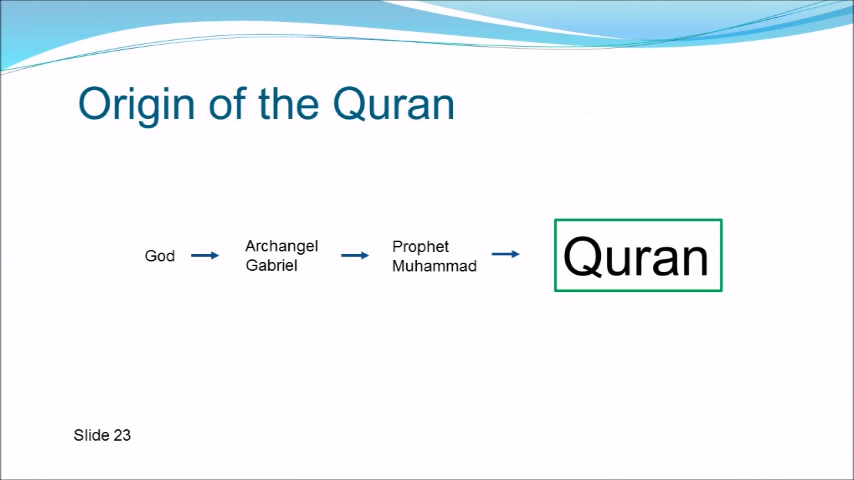 Origin of the Quran
God
Archangel
Gabriel
Prophet
Muhammad
Quran
Slide 23